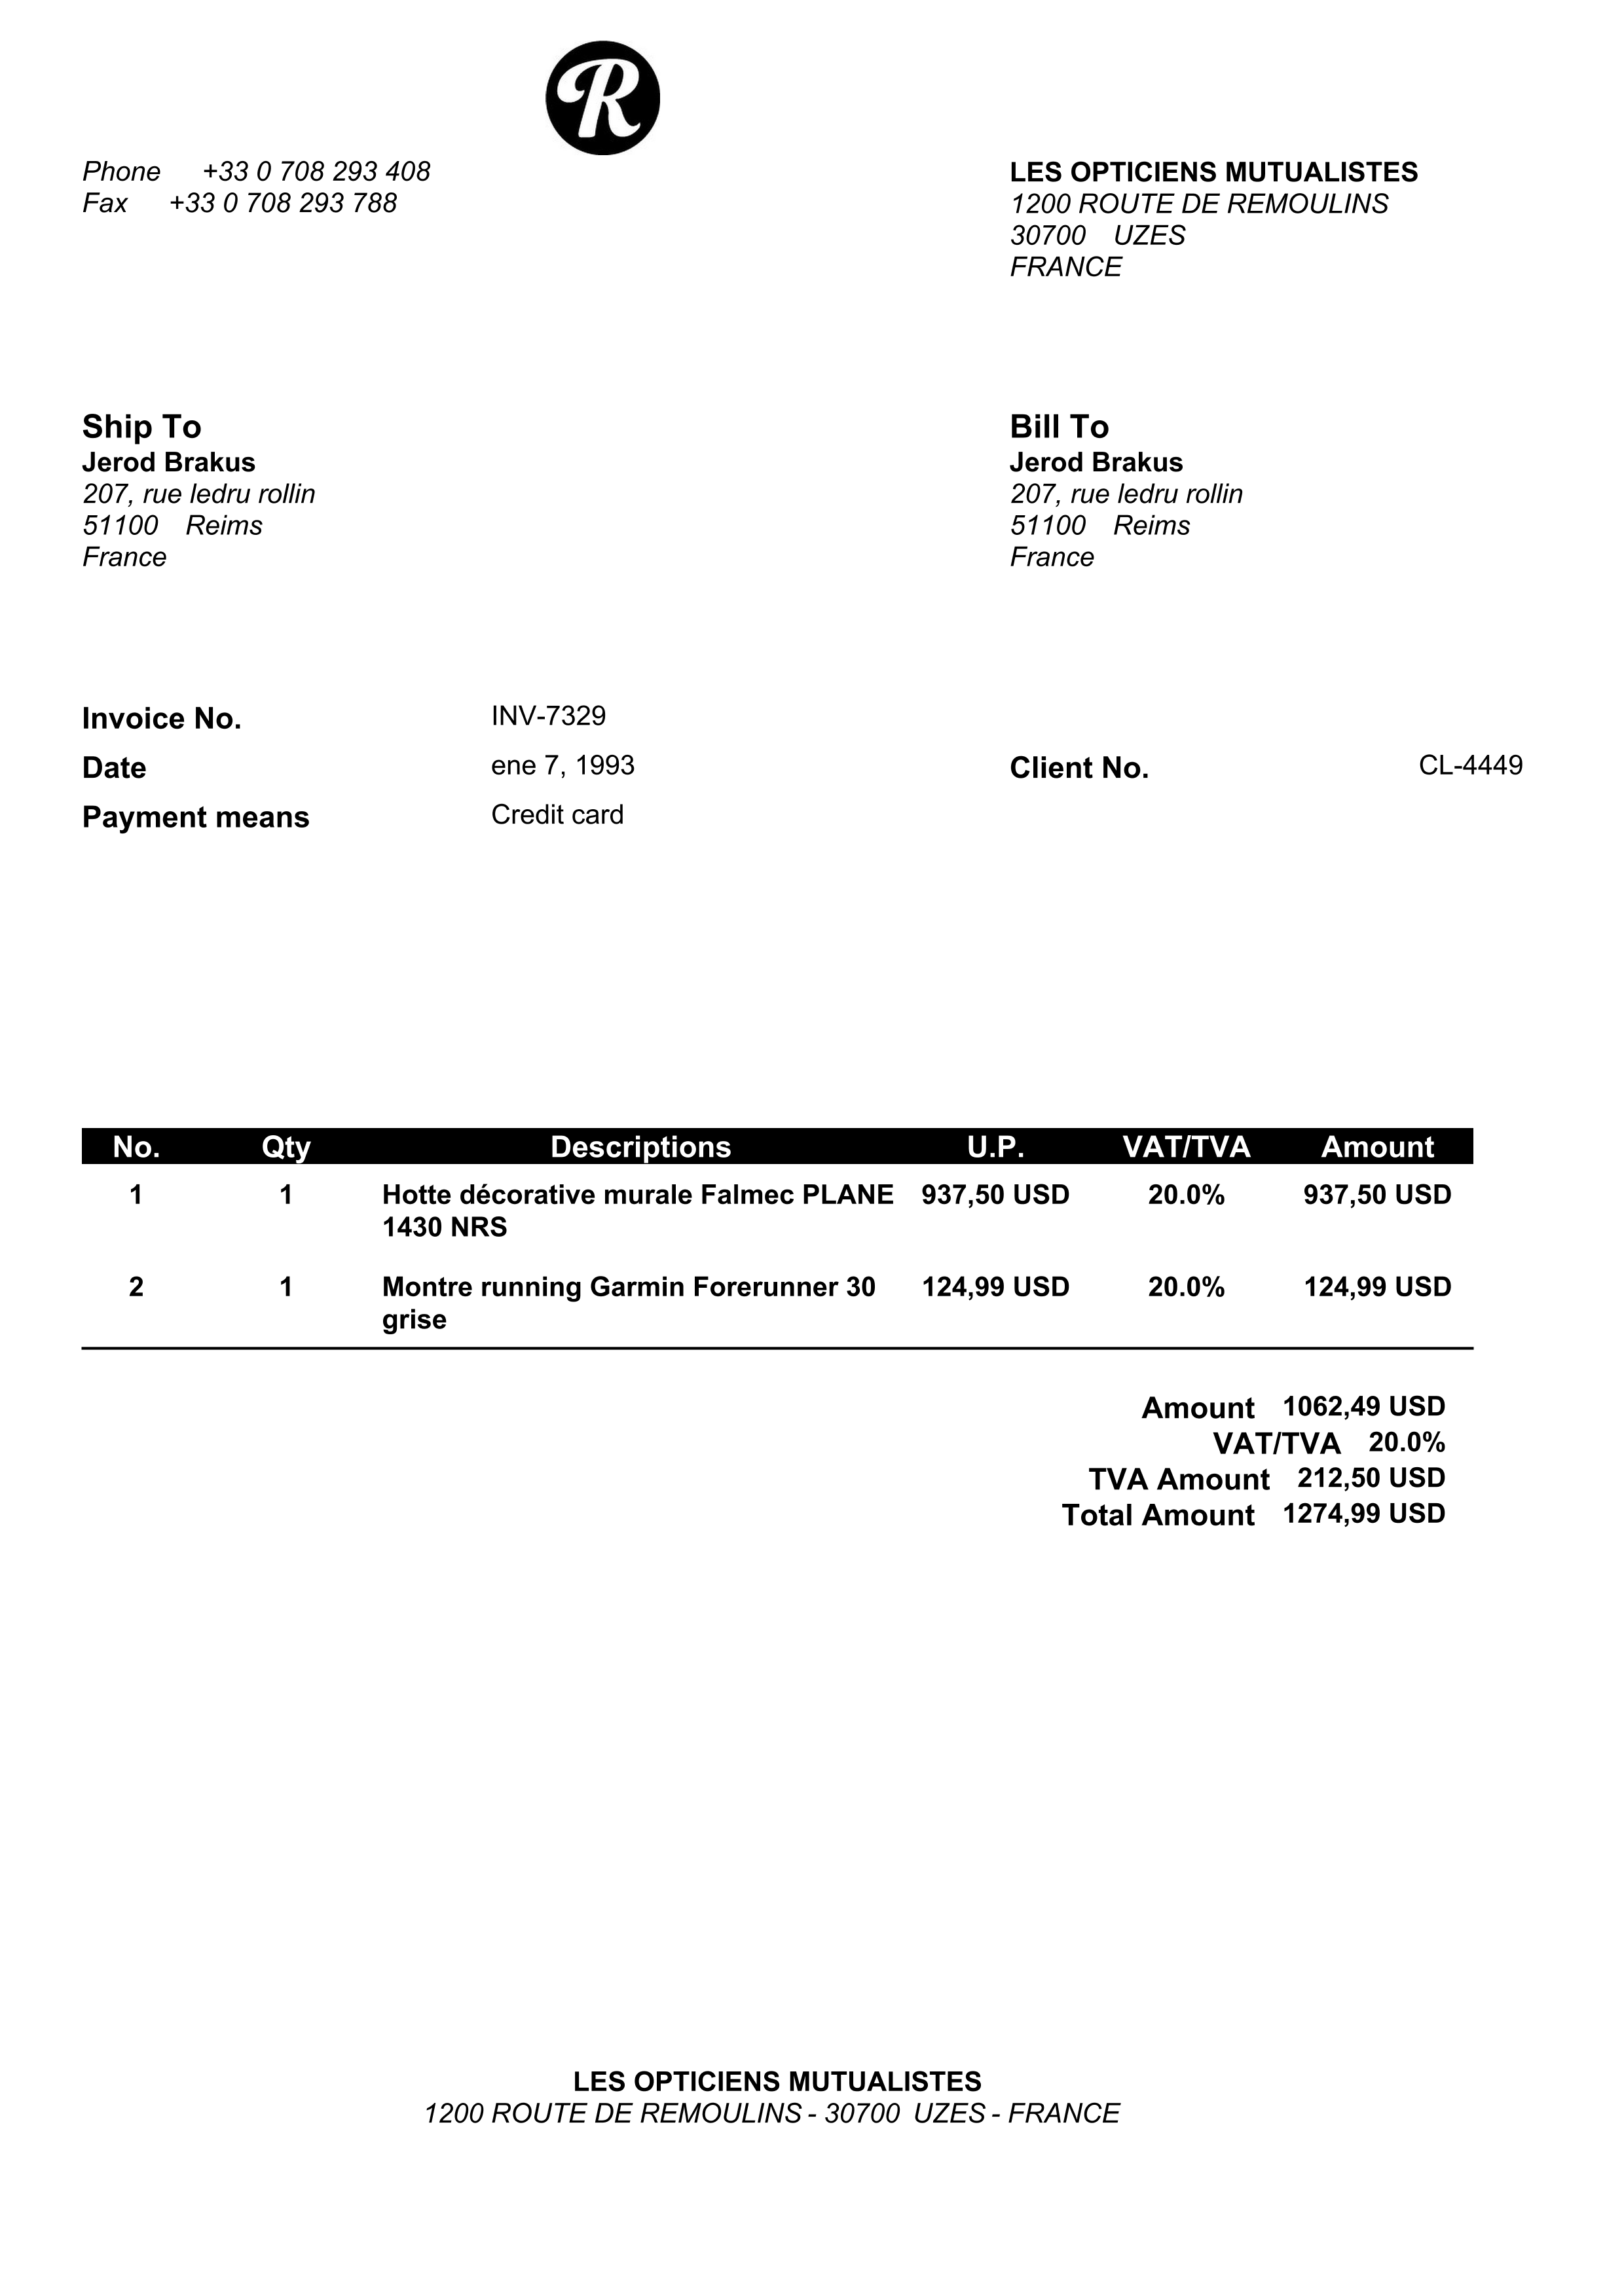 R
Phone +33 0 708 293 408
Fax +33 0 708 293 788
LES OPTICIENS MUTUALISTES
1200 ROUTE DE REMOULINS
30700 UZES
FRANCE
Ship To
Jerod Brakus
207, rue ledru rollin
51100 Reims
France
Bill To
Jerod Brakus
207, rue ledru rollin
51100 Reims
France
Invoice No. INV-7329
Date ene 7, 1993 Client No. CL-4449
Payment means Credit card
No. Qty Descriptions U.P. VAT/TVA Amount
1 1 Hotte décorative murale Falmec PLANE 937,50 USD 20.0% 937,50 USD
1430 NRS
2 1 Montre running Garmin Forerunner 30 124,99 USD 20.0% 124,99 USD
grise
Amount 1062,49 USD
VAT/TVA 20.0%
TVA Amount 212,50 USD
Total Amount 1274,99 USD
LES OPTICIENS MUTUALISTES
1200 ROUTE DE REMOULINS - 30700 UZES - FRANCE